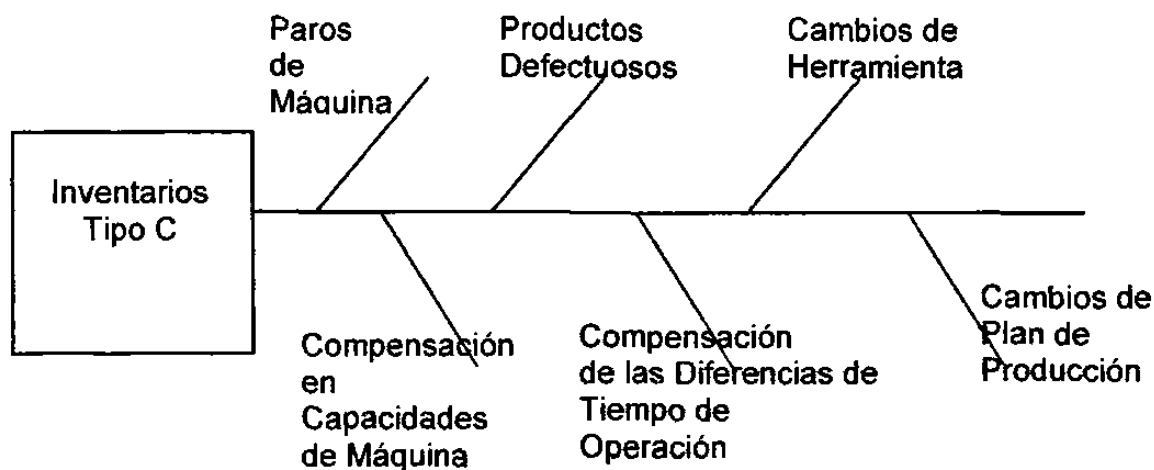 Paros
de
Máquina
Productos
Defectuosos
Cambios de
Herramienta
Inventarios
Tipo C
Compensación
en
Capacidades
de Máquina
Compensación
de las Diferencias de
Tiempo de
Operación
Cambios de
Plan de
Producción